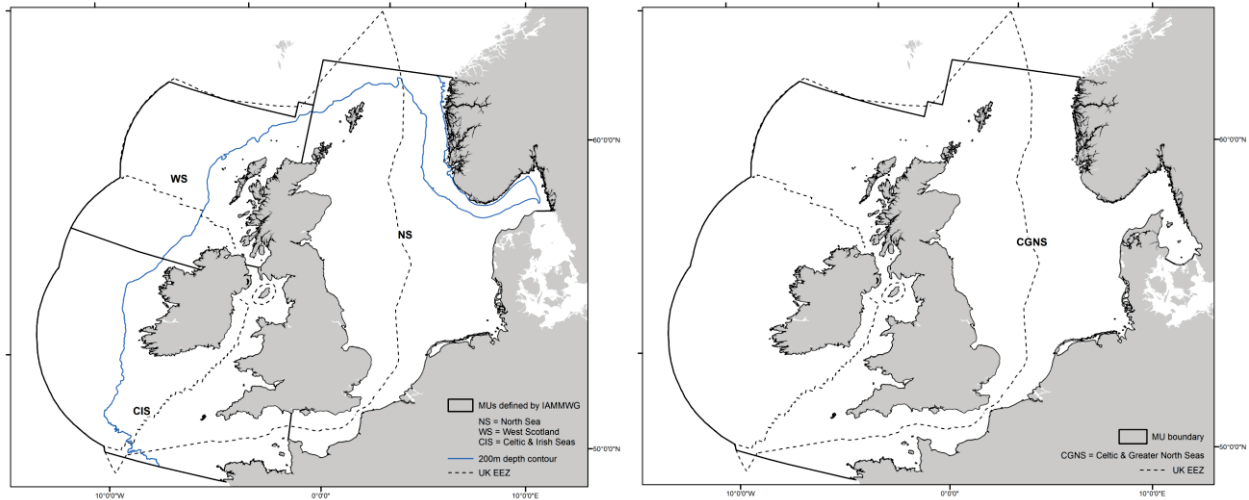 60°0'0"N
WS
NS
CIS
MUs defined by IAMMWG
NS = North Sea
WS = West Scotland
CIS = Celtic & Irish Seas
200m depth contour
UK EEZ
50°0'0"N
10°0'0"W
0°0'0"
10°0'0"E
60°0'0"N
CGNS
MU boundary
CGNS = Celtic & Greater North Seas
UK EEZ
50°0'0"N
10°0'0"W
0°0'0"
10°0'0"E